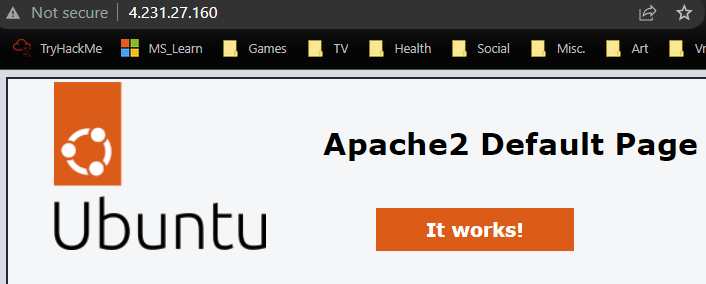 Not secure 4.231.27.160
TryHackMe MS_Learn Games TV Health Social Misc. Art
Apache2 Default Page
Ubuntu
It works!